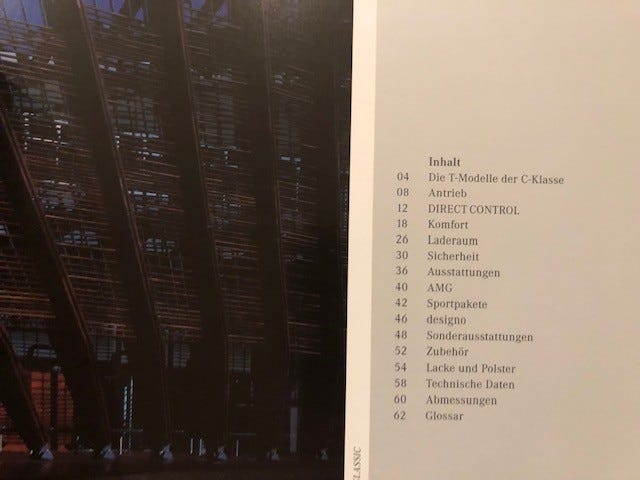 Inhalt
04 Die T-Modelle der C-Klasse
08 Antrieb
12 DIRECT CONTROL
18 Komfort
26 Laderaum
30 Sicherheit
36 Ausstattungen
40 AMG
42 Sportpakete
46 designo
48 Sonderausstattungen
52 Zubehör
54 Lacke und Polster
58 Technische Daten
60 Abmessungen
62 Glossar
CLASSIC